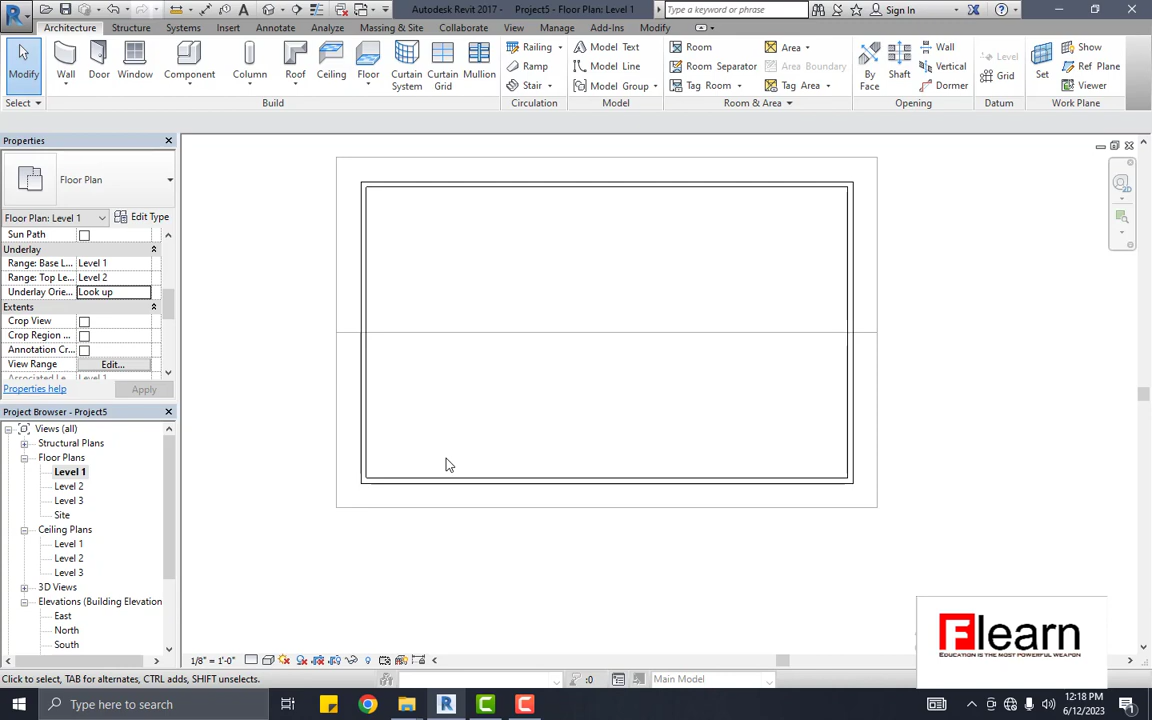 Autodesk Revit 2017 - Project5 - Floor Plan: Level 1
Type a keyword or phrase
Sign In
Architecture Structure Systems Insert Annotate Analyze Massing & Site Collaborate View Manage Add-Ins Modify
Modify Wall Door Window Component Column Roof Ceiling Floor Curtain System Curtain Grid Mullion
Railing Ramp Stair
Model Text Model Line Model Group
Room Room Separator Tag Room Area Area Boundary Tag Area
By Face Shaft Wall Vertical Dormer
Level Grid
Set Show Ref Plane Viewer
Select Build Circulation Model Room & Area Opening Datum Work Plane
Properties
Floor Plan
Floor Plan: Level 1 Edit Type
Sun Path
Underlay
Range: Base L... Level 1
Range: Top Le... Level 2
Underlay Orie... Look up
Extents
Crop View
Crop Region ...
Annotation Cr...
View Range Edit...
Associated Le... Level 1
Properties help Apply
Project Browser - Project5
Views (all)
Structural Plans
Floor Plans
Level 1
Level 2
Level 3
Site
Ceiling Plans
Level 1
Level 2
Level 3
3D Views
Elevations (Building Elevation
East
North
South
1/8" = 1'-0"
Flearn
EDUCATION IS THE MOST POWERFUL WEAPON
Click to select, TAB for alternates, CTRL adds, SHIFT unselects.
:0 Main Model
Type here to search
12:18 PM
6/12/2023